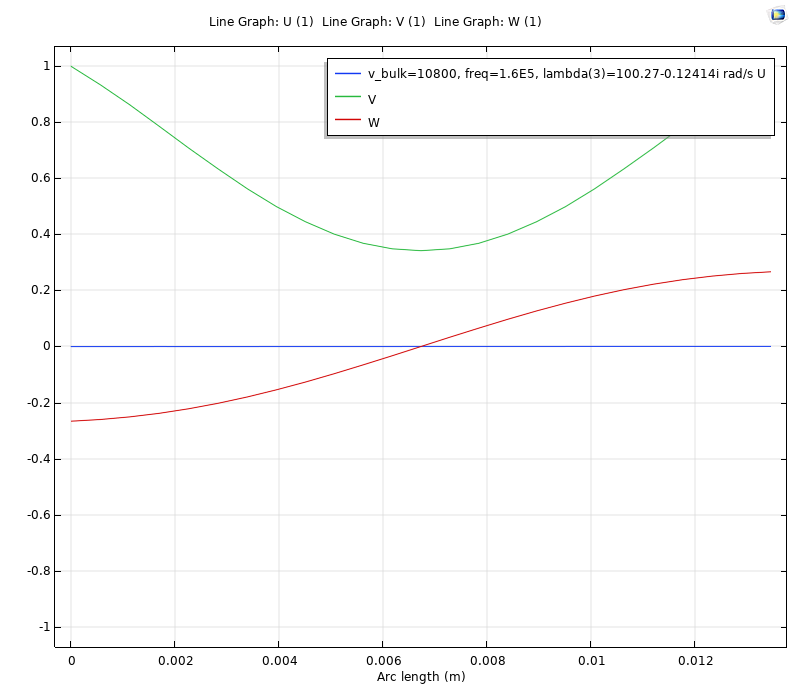 Line Graph: U (1)  Line Graph: V (1)  Line Graph: W (1)
v_bulk=10800, freq=1.6E5, lambda(3)=100.27-0.12414i rad/s U
V
W
1
0.8
0.6
0.4
0.2
0
-0.2
-0.4
-0.6
-0.8
-1
0 0.002 0.004 0.006 0.008 0.01 0.012
Arc length (m)